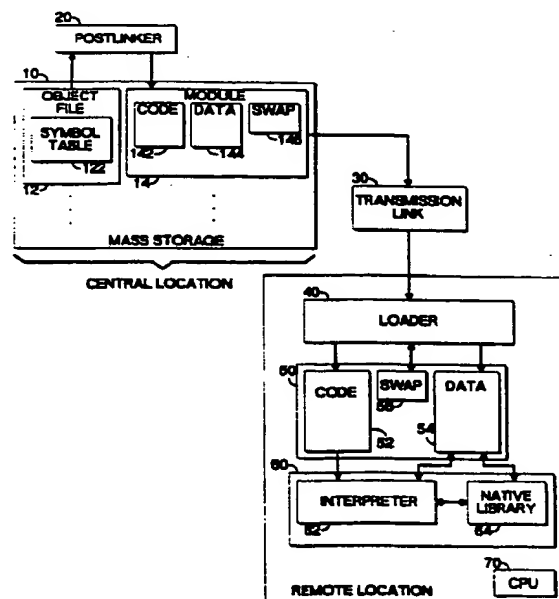 20
POSTLINKER
10
OBJECT FILE
MODULE
CODE
DATA
SWAP
SYMBOL TABLE
142
144
146
122
12
14
MASS STORAGE
CENTRAL LOCATION
30
TRANSMISSION LINK
40
LOADER
50
CODE
SWAP
DATA
56
52
54
60
INTERPRETER
NATIVE LIBRARY
62
64
70
CPU
REMOTE LOCATION